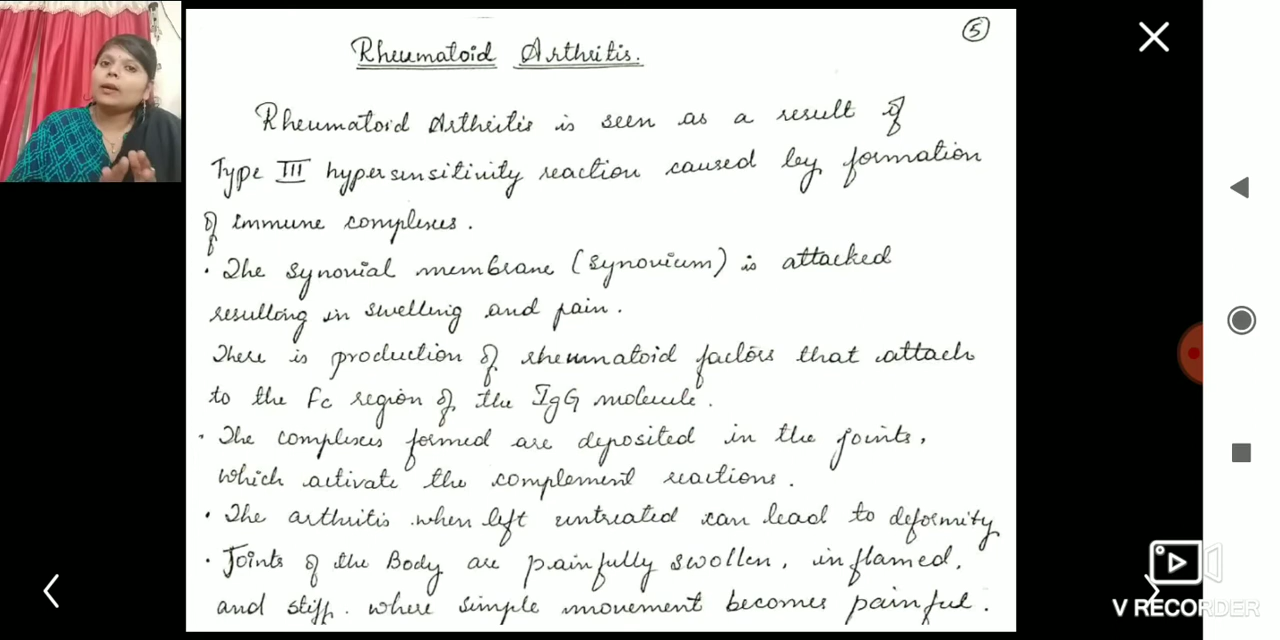 5
Rheumatoid Arthritis.
Rheumatoid Arthritis is seen as a result of
Type III hypersensitivity reaction caused by formation
of immune complexes.
• The synovial membrane (synovium) is attacked
resulting in swelling and pain.
There is production of rheumatoid factors that attach
to the Fc region of the IgG molecule.
• The complexes formed are deposited in the joints,
which activate the complement reactions.
• The arthritis when left untreated can lead to deformity
• Joints of the Body are painfully swollen, inflamed,
and stiff. where simple movement becomes painful.
V RECORDER